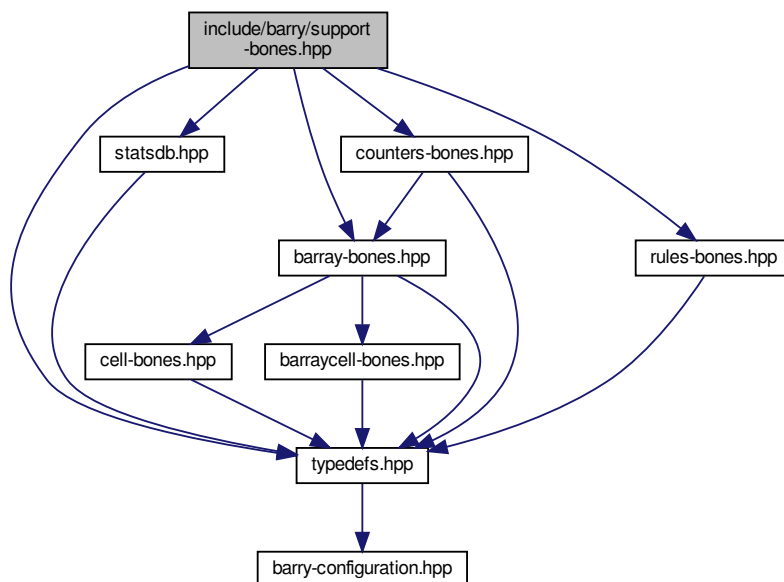 include/barry/support
-bones.hpp
statsdb.hpp
counters-bones.hpp
barray-bones.hpp
rules-bones.hpp
cell-bones.hpp
barraycell-bones.hpp
typedefs.hpp
barry-configuration.hpp